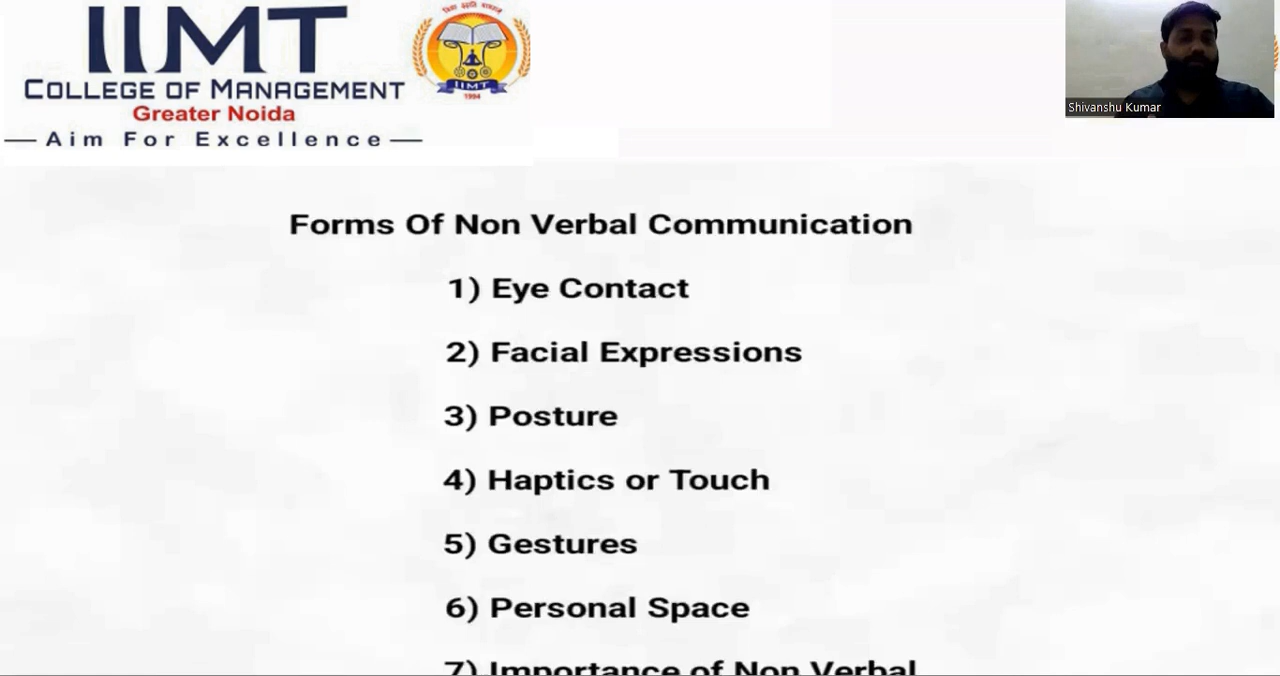 IIMT
COLLEGE OF MANAGEMENT
Greater Noida
Aim For Excellence
IIMT
1994
Shivanshu Kumar
Forms Of Non Verbal Communication
1) Eye Contact
2) Facial Expressions
3) Posture
4) Haptics or Touch
5) Gestures
6) Personal Space
7) Importance of Non Verbal